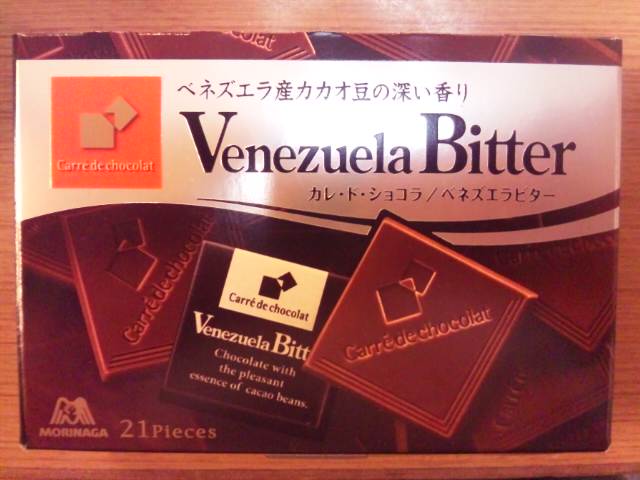 ベネズエラ産カカオ豆の深い香り
Carré de chocolat
Venezuela Bitter
カレ・ド・ショコラ/ベネズエラビター
Carré de chocolat
Carré de chocolat
Venezuela Bitt
Chocolate with
the pleasant
essence of cacao beans.
Carré de chocolat
MORINAGA
21Pieces